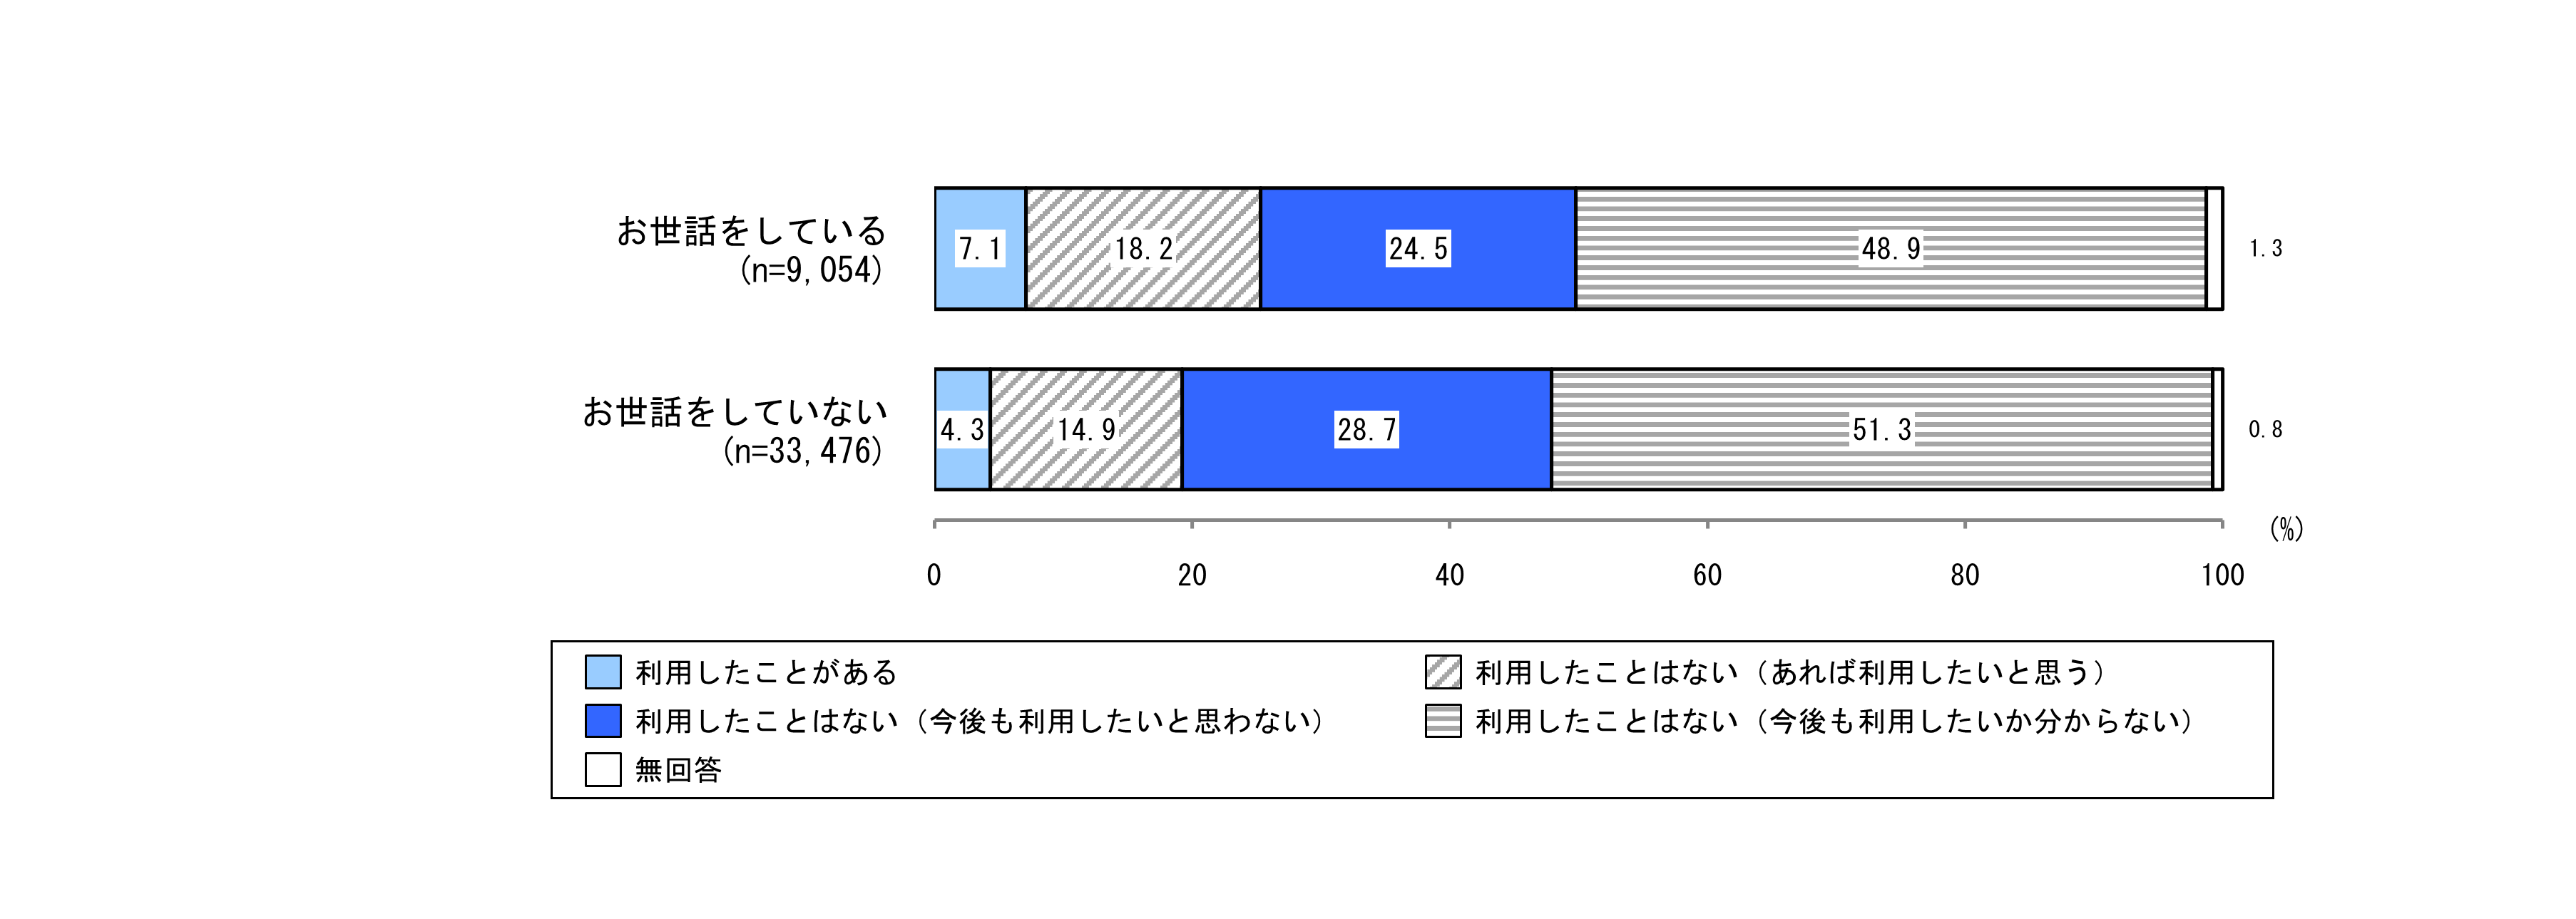 お世話をしている
(n=9,054)
7.1
18.2
24.5
48.9
1.3
お世話をしていない
(n=33,476)
4.3
14.9
28.7
51.3
0.8
(%)
0 20 40 60 80 100
利用したことがある
利用したことはない（あれば利用したいと思う）
利用したことはない（今後も利用したいと思わない）
利用したことはない（今後も利用したいか分からない）
無回答